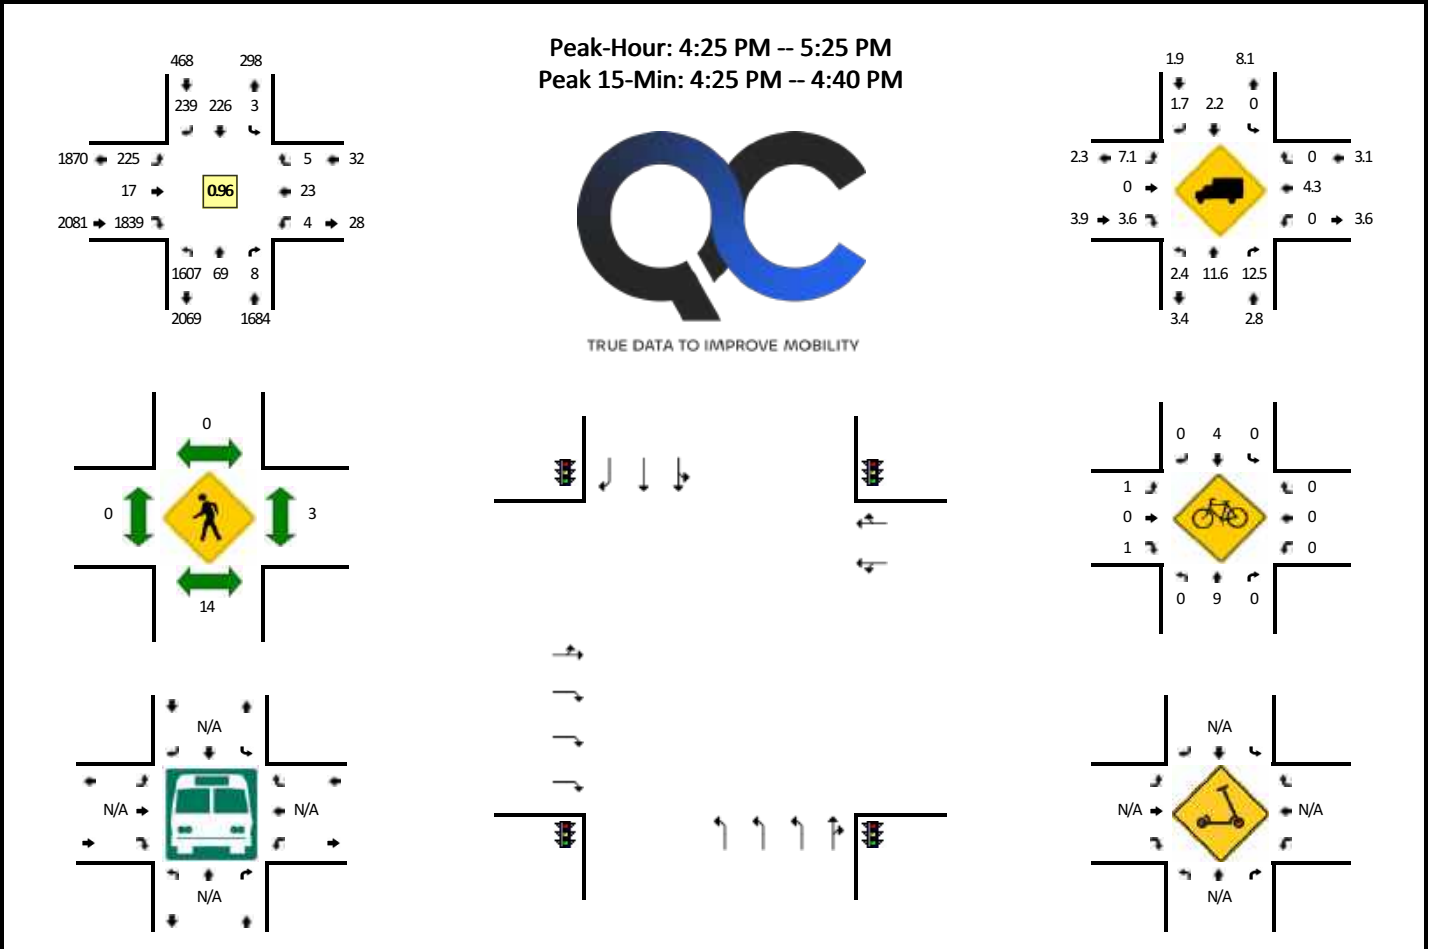 Peak-Hour: 4:25 PM -- 5:25 PM
Peak 15-Min: 4:25 PM -- 4:40 PM
468 298
239 226 3
1870 225 5 32
17 0.96 23
2081 1839 4 28
1607 69 8
2069 1684
QC
TRUE DATA TO IMPROVE MOBILITY
1.9 8.1
1.7 2.2 0
2.3 7.1 0 3.1
0 4.3
3.9 3.6 0 3.6
2.4 11.6 12.5
3.4 2.8
0
0 3
14
0 4 0
1 0
0 0
1 0
0 9 0
N/A
N/A N/A
N/A
N/A
N/A N/A
N/A